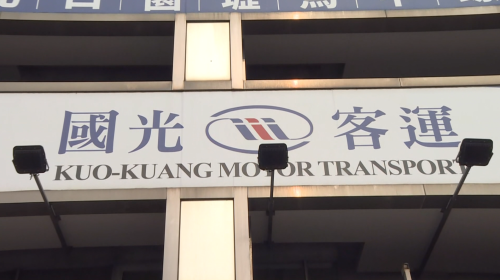 國光 客運
KUO-KUANG MOTOR TRANSPORT